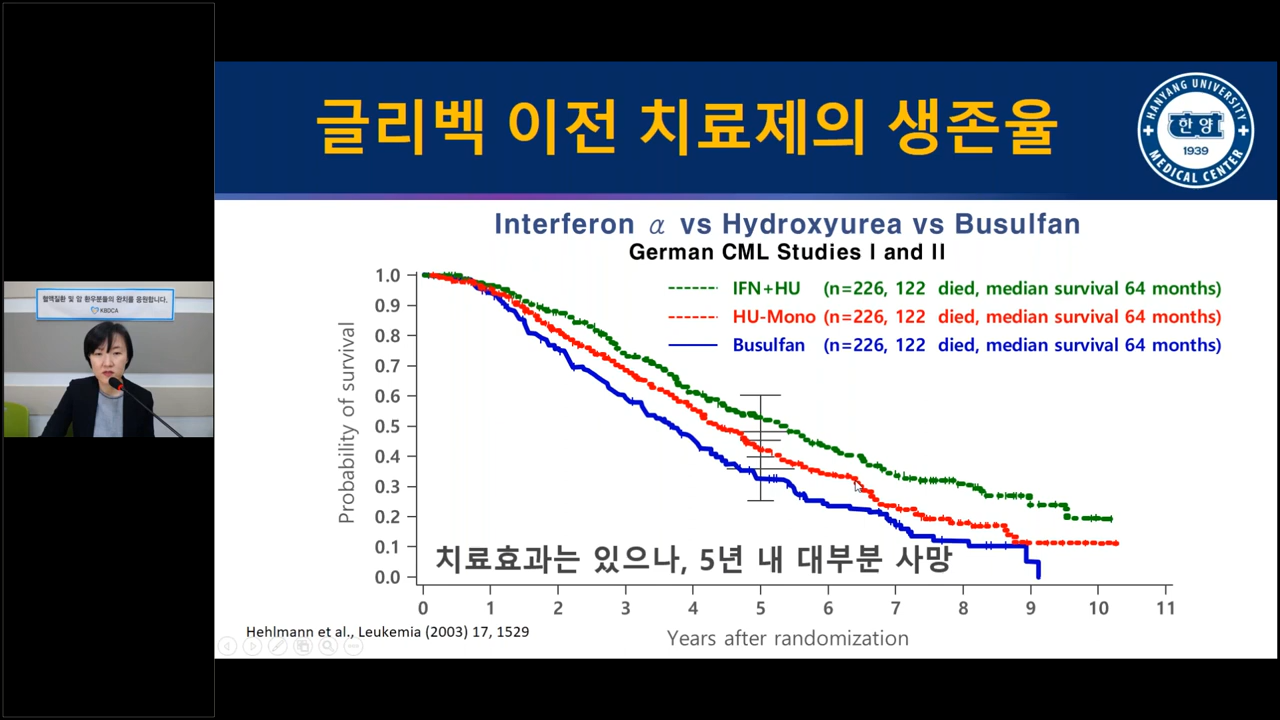 글리벡 이전 치료제의 생존율
HANYANG UNIVERSITY
한양
1939
MEDICAL CENTER
Interferon α vs Hydroxyurea vs Busulfan
German CML Studies I and II
IFN+HU (n=226, 122 died, median survival 64 months)
HU-Mono (n=226, 122 died, median survival 64 months)
Busulfan (n=226, 122 died, median survival 64 months)
Probability of survival
1.0
0.9
0.8
0.7
0.6
0.5
0.4
0.3
0.2
0.1
0.0
치료효과는 있으나, 5년 내 대부분 사망
0 1 2 3 4 5 6 7 8 9 10 11
Years after randomization
Hehlmann et al., Leukemia (2003) 17, 1529
혈액질환 및 암 환우분들의 완치를 응원합니다.
KBDCA